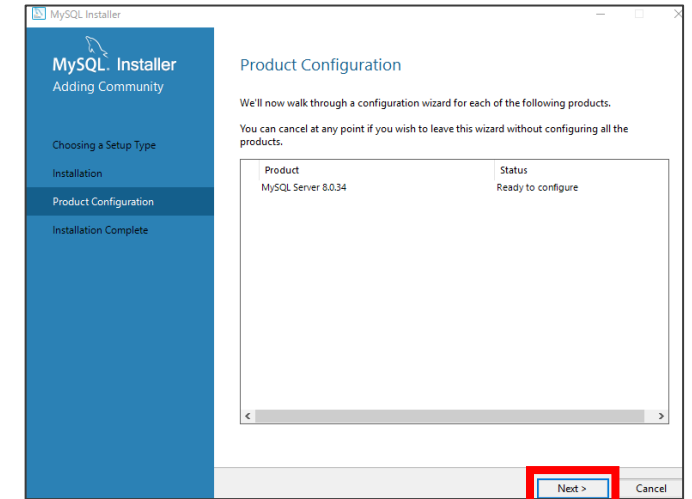 MySQL Installer
MySQL. Installer
Adding Community
Choosing a Setup Type
Installation
Product Configuration
Installation Complete
Product Configuration
We'll now walk through a configuration wizard for each of the following products.
You can cancel at any point if you wish to leave this wizard without configuring all the
products.
Product Status
MySQL Server 8.0.34 Ready to configure
Next > Cancel